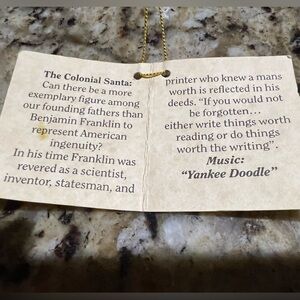 The Colonial Santa:
Can there be a more
exemplary figure among
our founding fathers than
Benjamin Franklin to
represent American
ingenuity?
In his time Franklin was
revered as a scientist,
inventor, statesman, and
printer who knew a mans
worth is reflected in his
deeds. “If you would not
be forgotten…
either write things worth
reading or do things
worth the writing”.
Music:
“Yankee Doodle”